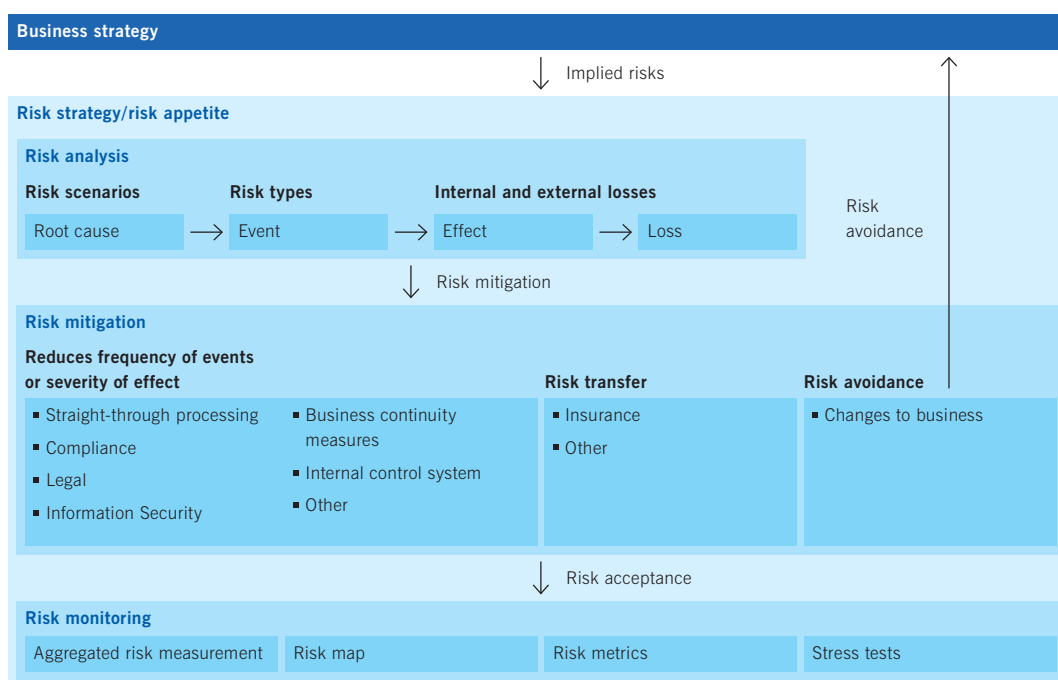 Business strategy
Implied risks
Risk strategy/risk appetite
Risk analysis
Risk scenarios
Risk types
Internal and external losses
Root cause
Event
Effect
Loss
Risk
avoidance
Risk mitigation
Risk mitigation
Reduces frequency of events
or severity of effect
Risk transfer
Risk avoidance
▪ Straight-through processing
▪ Compliance
▪ Legal
▪ Information Security
▪ Business continuity
measures
▪ Internal control system
▪ Other
▪ Insurance
▪ Other
▪ Changes to business
Risk acceptance
Risk monitoring
Aggregated risk measurement
Risk map
Risk metrics
Stress tests